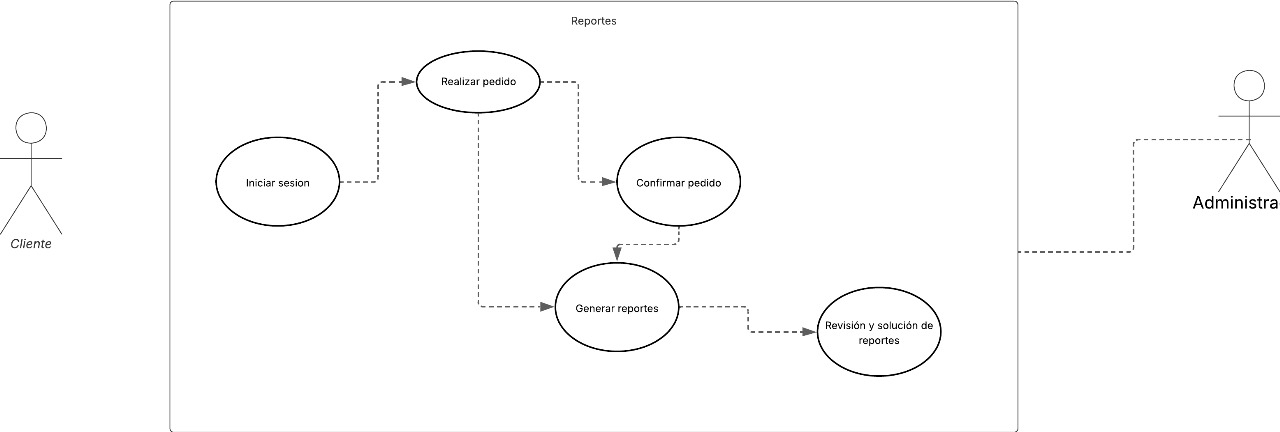 Reportes
Realizar pedido
Iniciar sesion
Confirmar pedido
Cliente
Administra
Generar reportes
Revisión y solución de
reportes